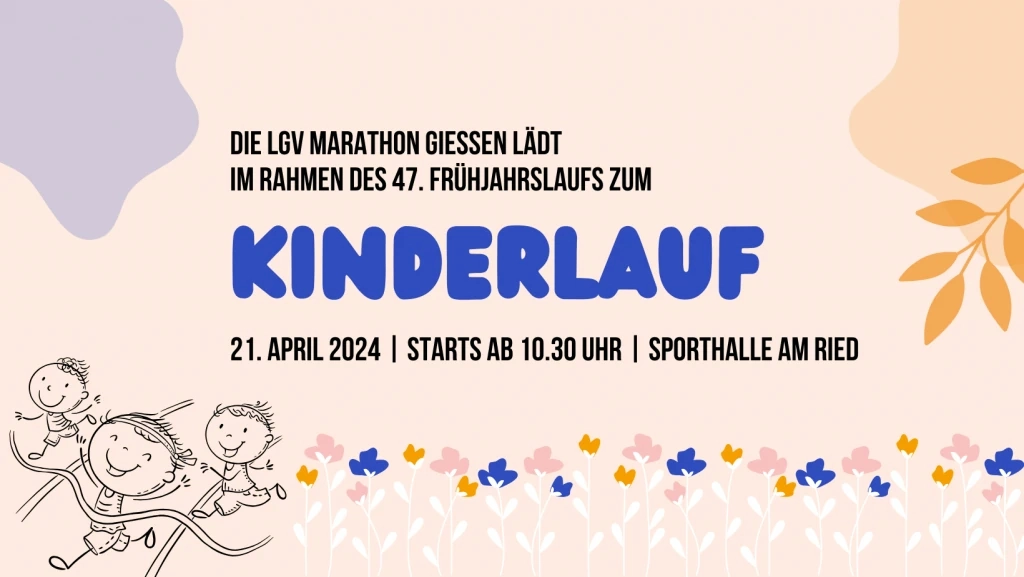 DIE LGV MARATHON GIESSEN LÄDT
IM RAHMEN DES 47. FRÜHJAHRSLAUFS ZUM
KINDERLAUF
21. APRIL 2024 | STARTS AB 10.30 UHR | SPORTHALLE AM RIED